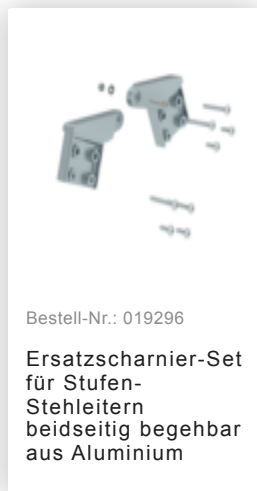 Bestell-Nr.: 019296
Ersatzscharnier-Set
für Stufen-
Stehleitern
beidseitig begehbar
aus Aluminium